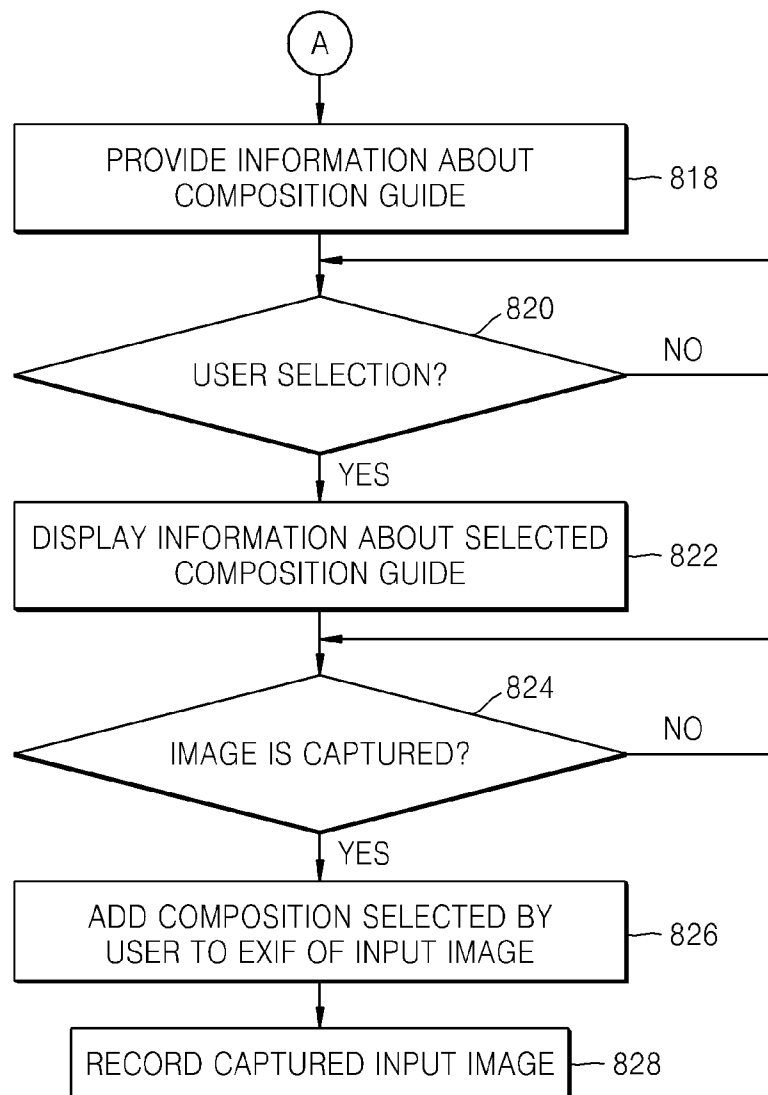 A
PROVIDE INFORMATION ABOUT
COMPOSITION GUIDE
818
820
USER SELECTION?
NO
YES
DISPLAY INFORMATION ABOUT SELECTED
COMPOSITION GUIDE
822
824
IMAGE IS CAPTURED?
NO
YES
ADD COMPOSITION SELECTED BY
USER TO EXIF OF INPUT IMAGE
826
RECORD CAPTURED INPUT IMAGE
828